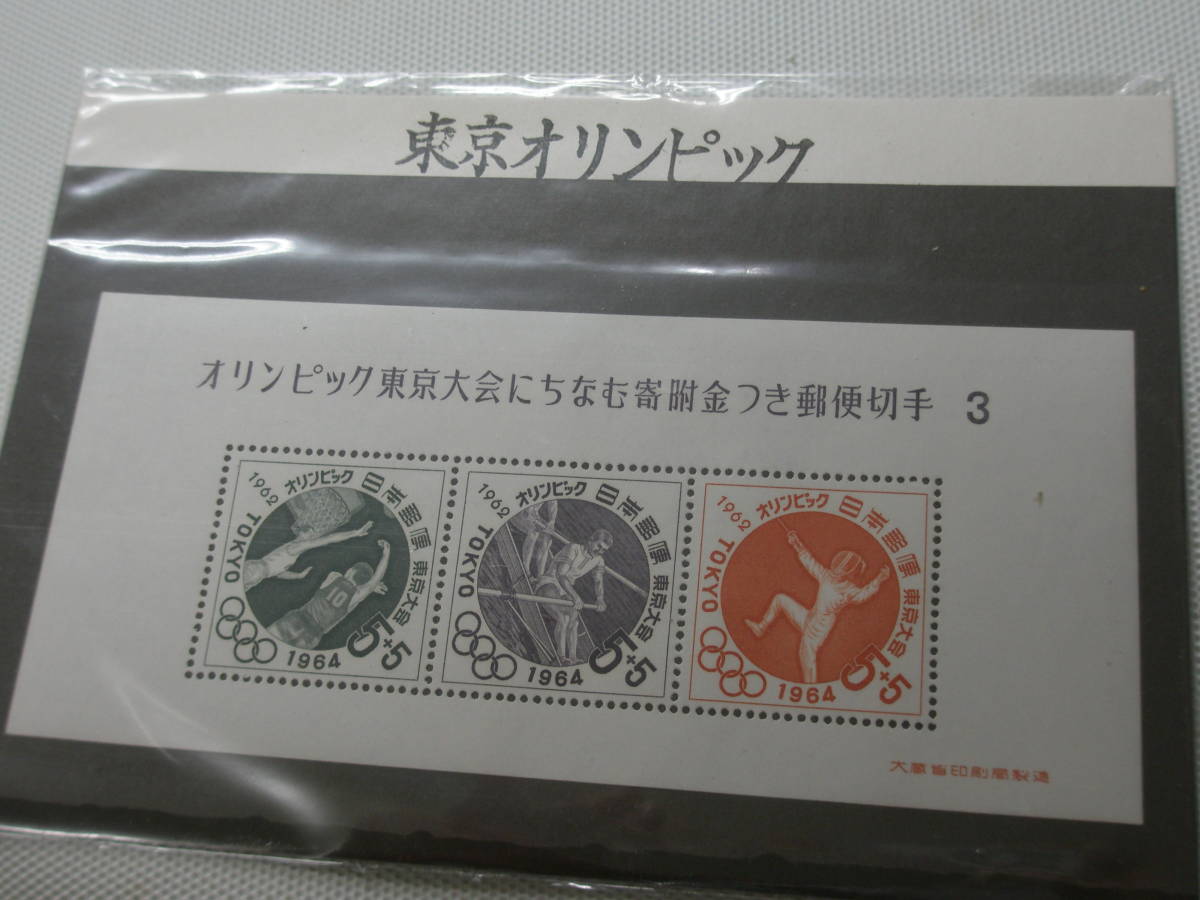 東京オリンピック
オリンピック東京大会にちなむ寄附金つき郵便切手 3
1962 オリンピック 日本郵便
TOKYO
東京大会
10
1964
5+5
1962 オリンピック 日本郵便
TOKYO
東京大会
1964
5+5
1962 オリンピック 日本郵便
TOKYO
東京大会
1964
5+5
大蔵省印刷局製造